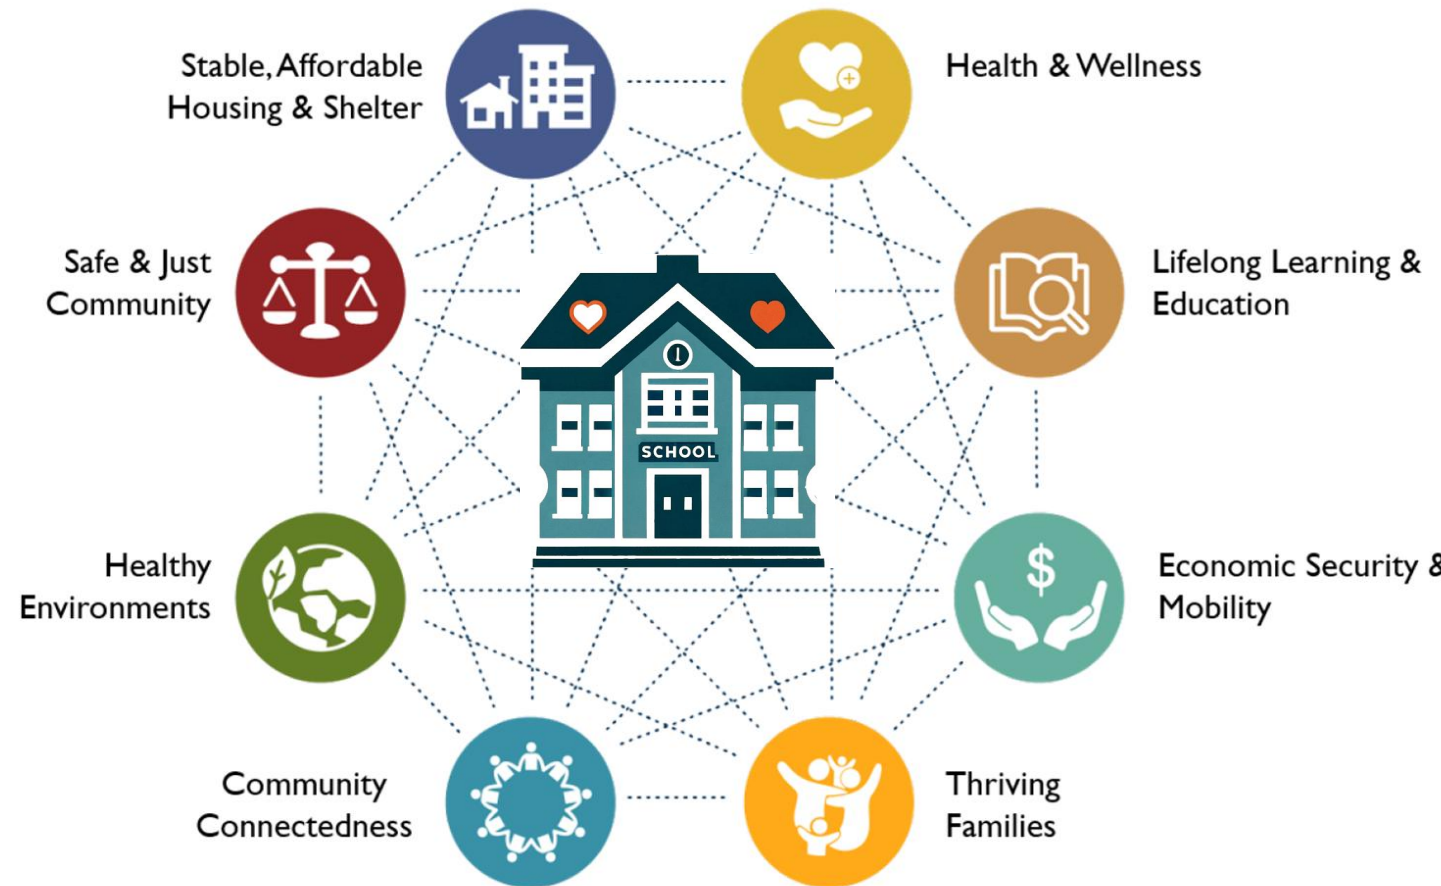 Stable, Affordable
Housing & Shelter
Health & Wellness
Safe & Just
Community
Lifelong Learning &
Education
I
SCHOOL
Healthy
Environments
$
Economic Security &
Mobility
Community
Connectedness
Thriving
Families